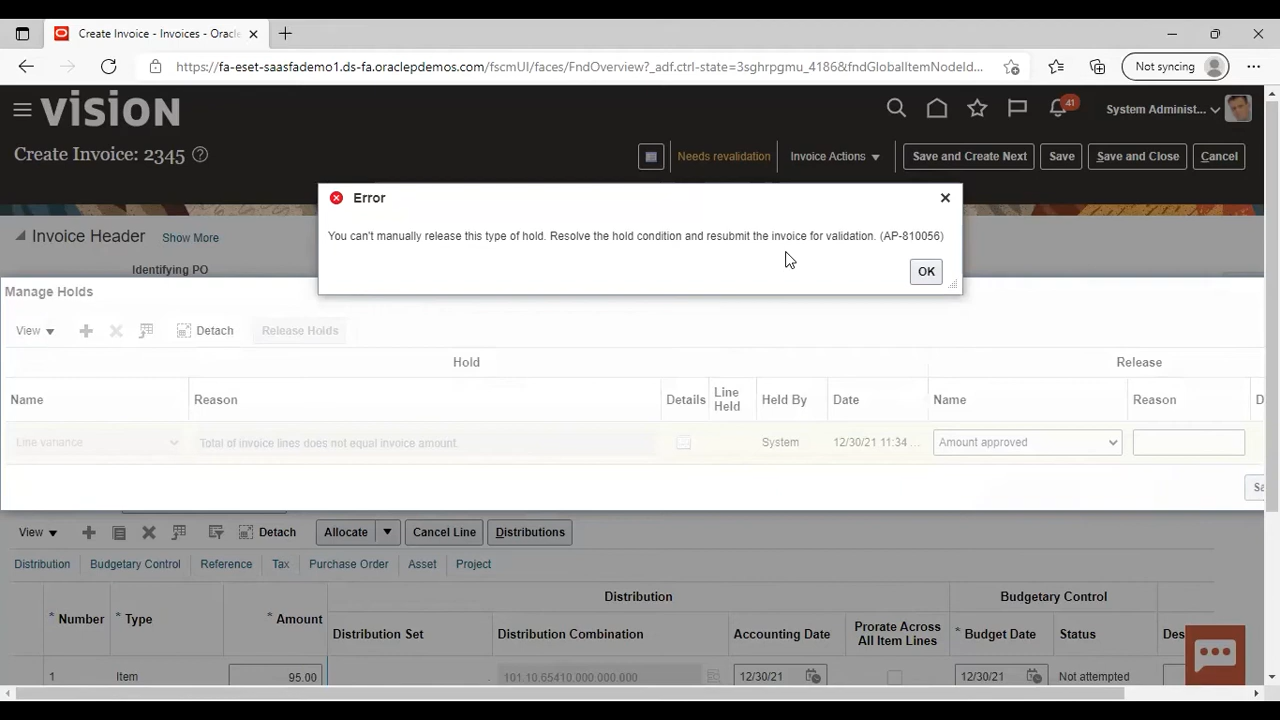 Create Invoice - Invoices - Oracle
https://fa-eset-saasfademo1.ds-fa.oraclepdemos.com/fscmUI/faces/FndOverview?_adf.ctrl-state=3sghrpgmu_4186&fndGlobalItemNodeId...
Not syncing
VISION
41
System Administ...
Create Invoice: 2345
Needs revalidation
Invoice Actions
Save and Create Next
Save
Save and Close
Cancel
Error
You can't manually release this type of hold. Resolve the hold condition and resubmit the invoice for validation. (AP-810056)
OK
Invoice Header Show More
Identifying PO
Manage Holds
View Detach Release Holds
Hold Release
Name Reason Details Line Held Held By Date Name Reason D
Line variance Total of invoice lines does not equal invoice amount. System 12/30/21 11:34 ... Amount approved
Sa
View Detach Allocate Cancel Line Distributions
Distribution Budgetary Control Reference Tax Purchase Order Asset Project
Distribution Budgetary Control
* Number * Type * Amount Distribution Set Distribution Combination Accounting Date Prorate Across All Item Lines * Budget Date Status Des
1 Item 95.00 101.10.65410.000.000.000 12/30/21 12/30/21 Not attempted